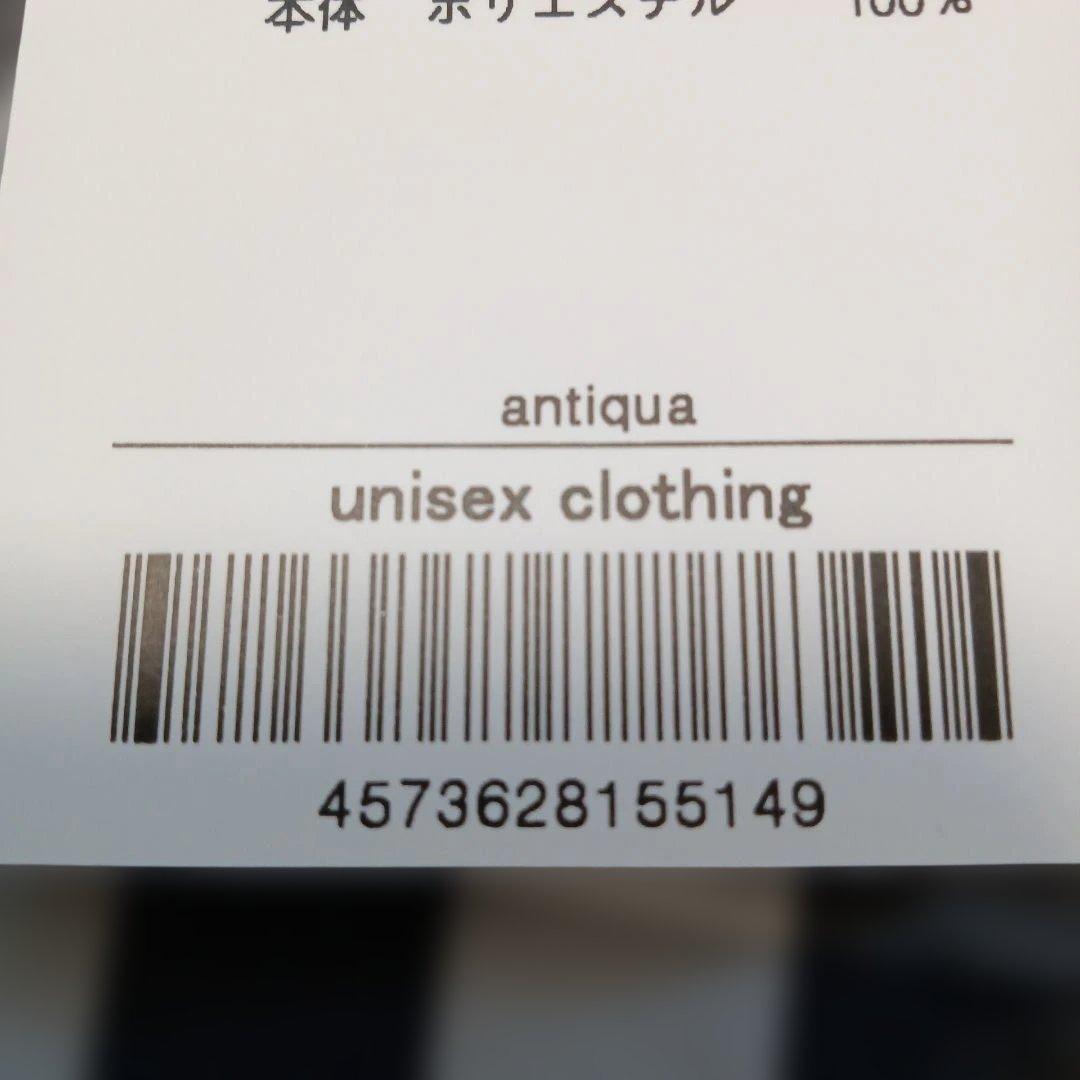 本体 ポリエステル 100%
antiqua
unisex clothing
4573628155149